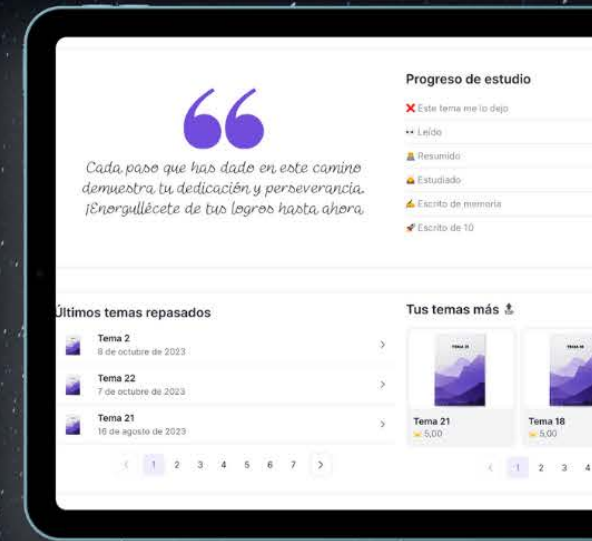 Cada paso que has dado en este camino
demuestra tu dedicación y perseverancia.
¡Enorgullécete de tus logros hasta ahora
Progreso de estudio
❌ Este tema me lo dejo
👀 Leído
Resumido
Estudiado
✍️ Escrito de memoria
🚀 Escrito de 10
Últimos temas repasados
Tema 2
8 de octubre de 2023
Tema 22
7 de octubre de 2023
Tema 21
16 de agosto de 2023
1 2 3 4 5 6 7
Tus temas más
TEMA 21
Tema 21
5,00
Tema 18
5,00
1 2 3 4